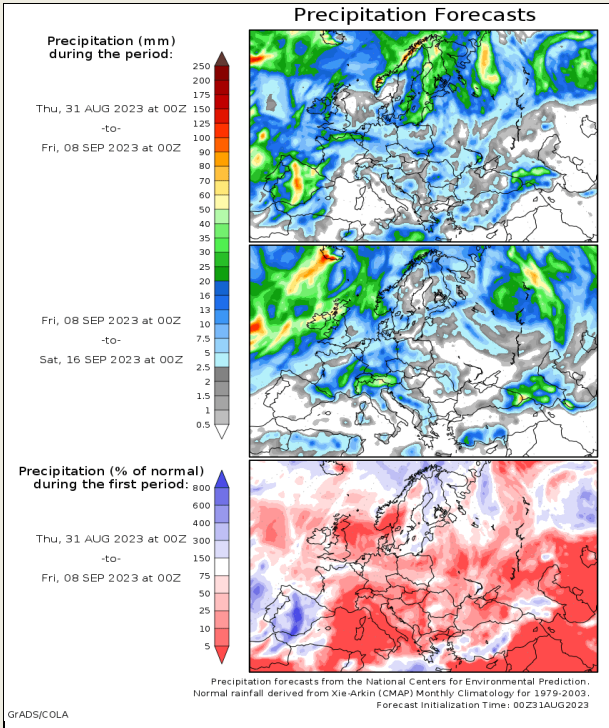 Precipitation Forecasts
Precipitation (mm)
during the period:
Thu, 31 AUG 2023 at 00Z
-to-
Fri, 08 SEP 2023 at 00Z
250
200
175
150
125
100
90
80
70
60
50
40
35
30
25
20
16
13
10
7.5
5
2.5
2
1.5
1
0.5
Fri, 08 SEP 2023 at 00Z
-to-
Sat, 16 SEP 2023 at 00Z
Precipitation (% of normal)
during the first period:
Thu, 31 AUG 2023 at 00Z
-to-
Fri, 08 SEP 2023 at 00Z
800
600
400
300
150
75
50
25
10
5
Precipitation forecasts from the National Centers for Environmental Prediction.
Normal rainfall derived from Xie-Arkin (CMAP) Monthly Climatology for 1979-2003.
Forecast Initialization Time: 00Z31AUG2023
GrADS/COLA